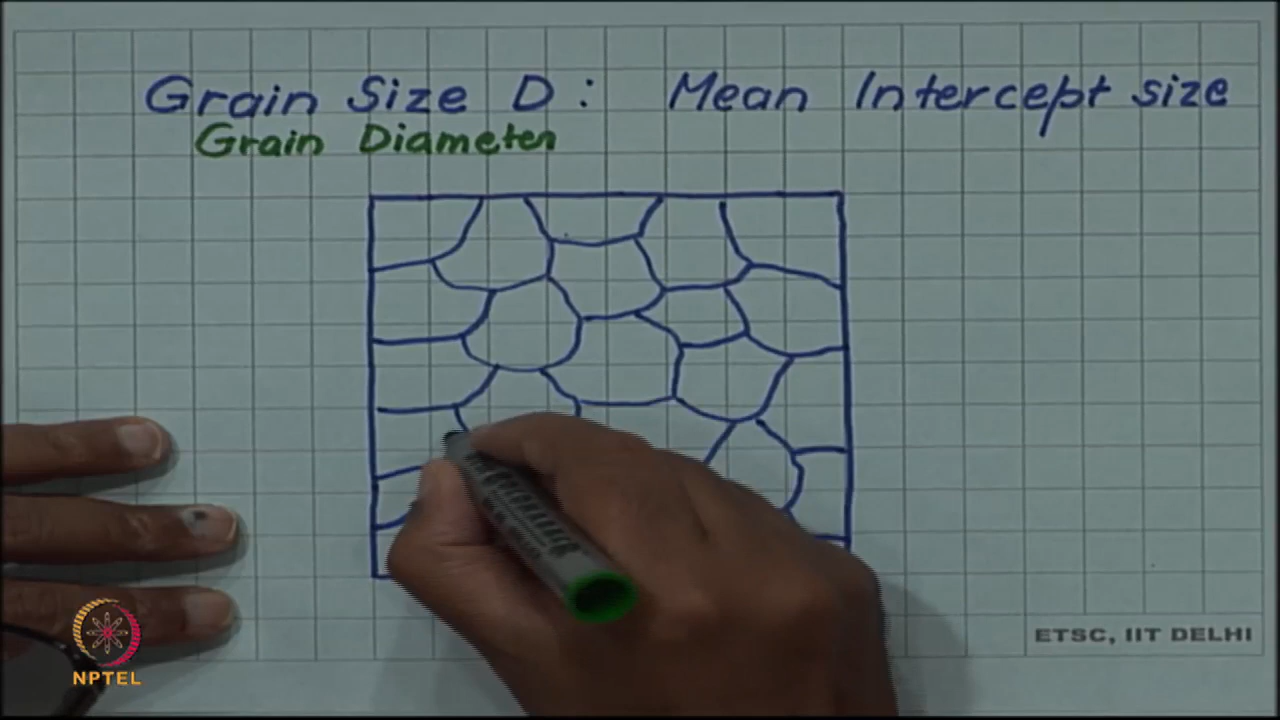 Grain Size D : Mean Intercept size
Grain Diameter
ETSC, IIT DELHI
NPTEL